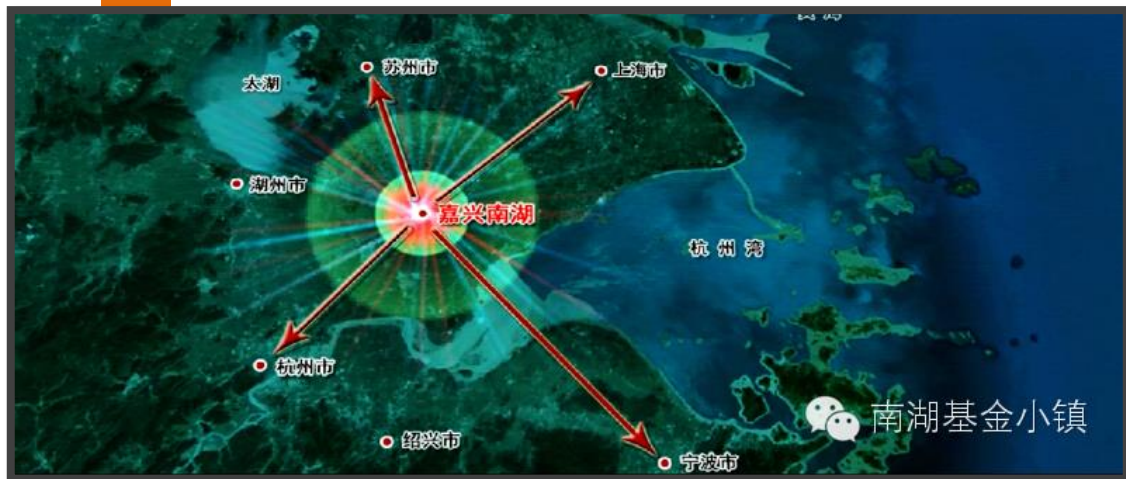 苏州市
上海市
太湖
湖州市
嘉兴南湖
杭州湾
杭州市
南湖基金小镇
绍兴市
宁波市